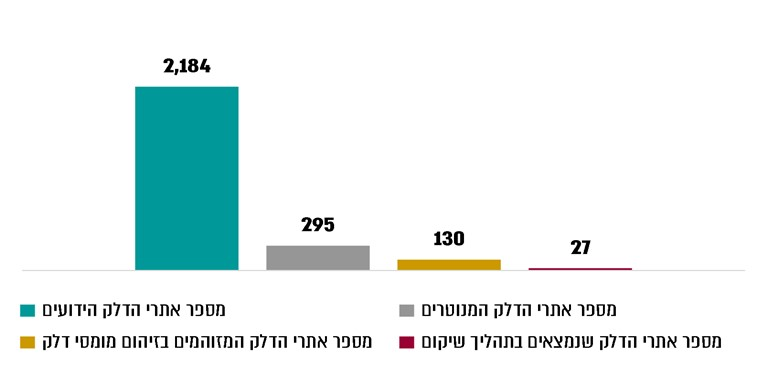 2,184
295
130
27
מספר אתרי הדלק הידועים
מספר אתרי הדלק המנוטרים
מספר אתרי הדלק המזוהמים בזיהום מומסי דלק
מספר אתרי הדלק שנמצאים בתהליך שיקום